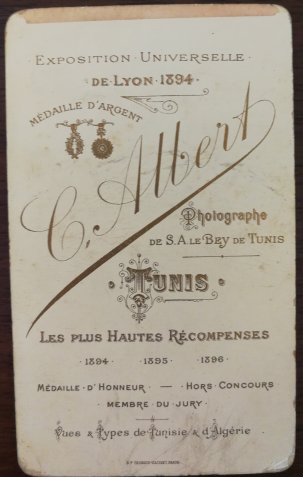 · EXPOSITION UNIVERSELLE ·
DE LYON 1894 ·
MÉDAILLE D'ARGENT
C. Albert
Photographe
DE S.A. LE BEY DE TUNIS
· TUNIS ·
LES PLUS HAUTES RÉCOMPENSES
· 1894 · 1895 · 1896 ·
MÉDAILLE · D'HONNEUR — HORS CONCOURS
· MEMBRE DU JURY ·
Vues & Types de Tunisie & d'Algérie